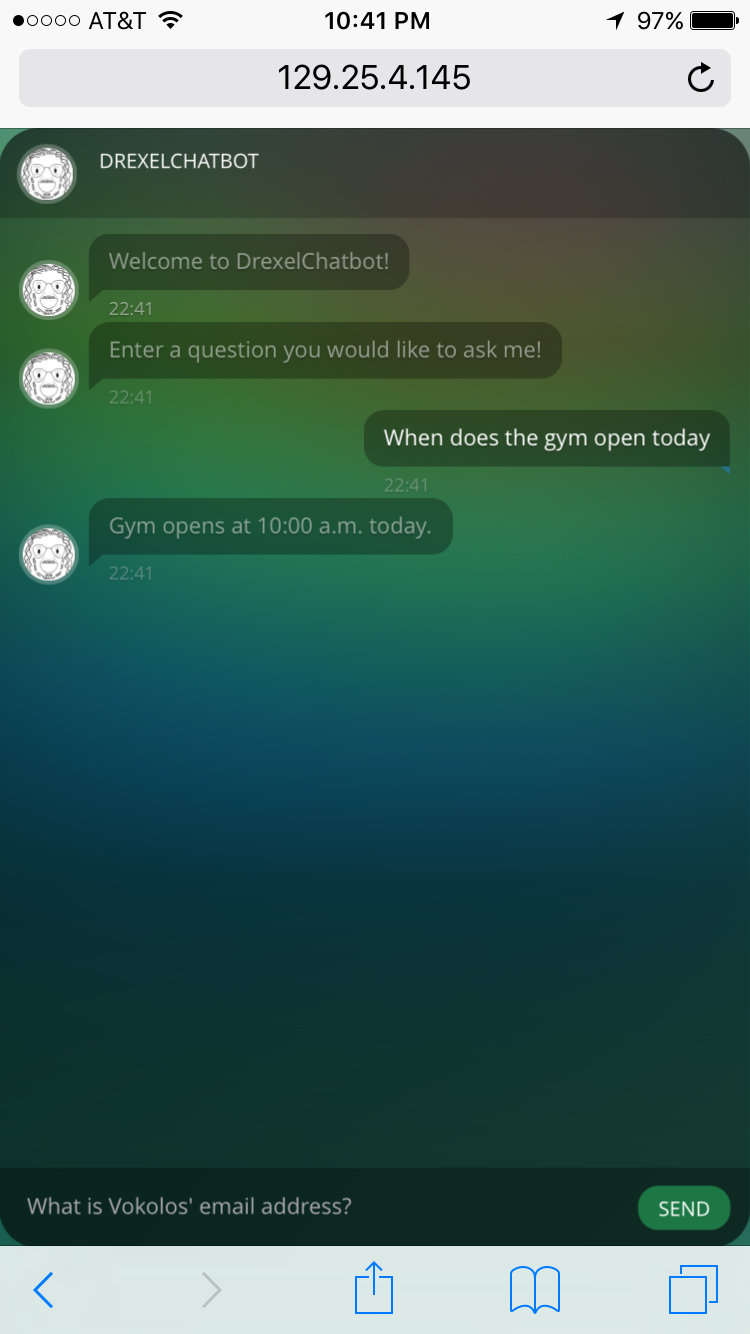 AT&T 10:41 PM 97%
129.25.4.145
DREXELCHATBOT
Welcome to DrexelChatbot!
22:41
Enter a question you would like to ask me!
22:41
When does the gym open today
22:41
Gym opens at 10:00 a.m. today.
22:41
What is Vokolos' email address?
SEND